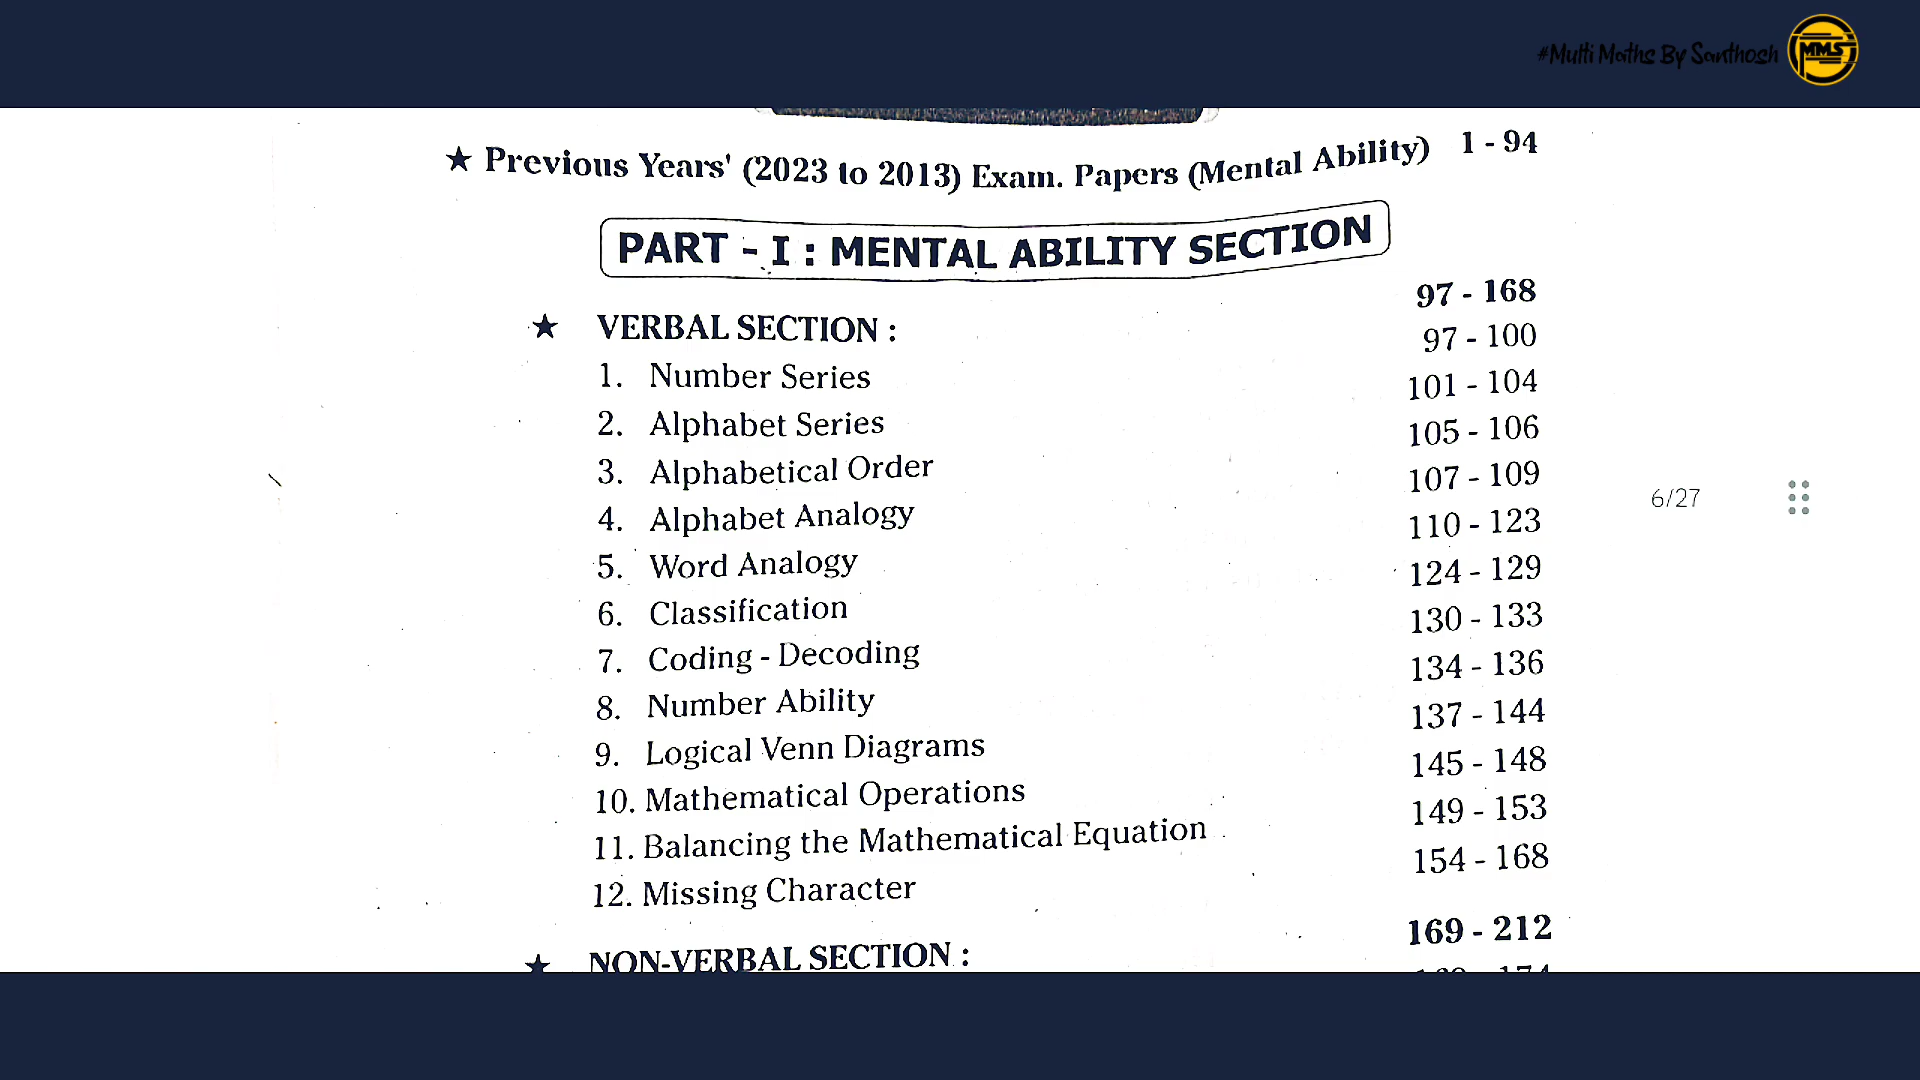 #Multi Maths By Santhosh
MMS
★ Previous Years' (2023 to 2013) Exam. Papers (Mental Ability) 1 - 94
PART - I : MENTAL ABILITY SECTION
★ VERBAL SECTION : 97 - 168
1. Number Series 97 - 100
2. Alphabet Series 101 - 104
3. Alphabetical Order 105 - 106
4. Alphabet Analogy 107 - 109
5. Word Analogy 110 - 123
6. Classification 124 - 129
7. Coding - Decoding 130 - 133
8. Number Ability 134 - 136
9. Logical Venn Diagrams 137 - 144
10. Mathematical Operations 145 - 148
11. Balancing the Mathematical Equation 149 - 153
12. Missing Character 154 - 168
★ NON-VERBAL SECTION : 169 - 212
6/27